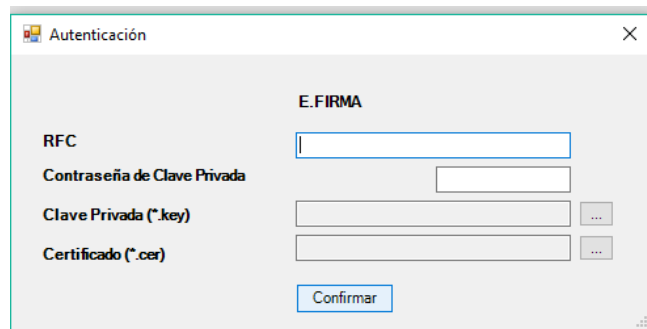 Autenticación
E.FIRMA
RFC
Contraseña de Clave Privada
Clave Privada (*.key)
...
Certificado (*.cer)
...
Confirmar